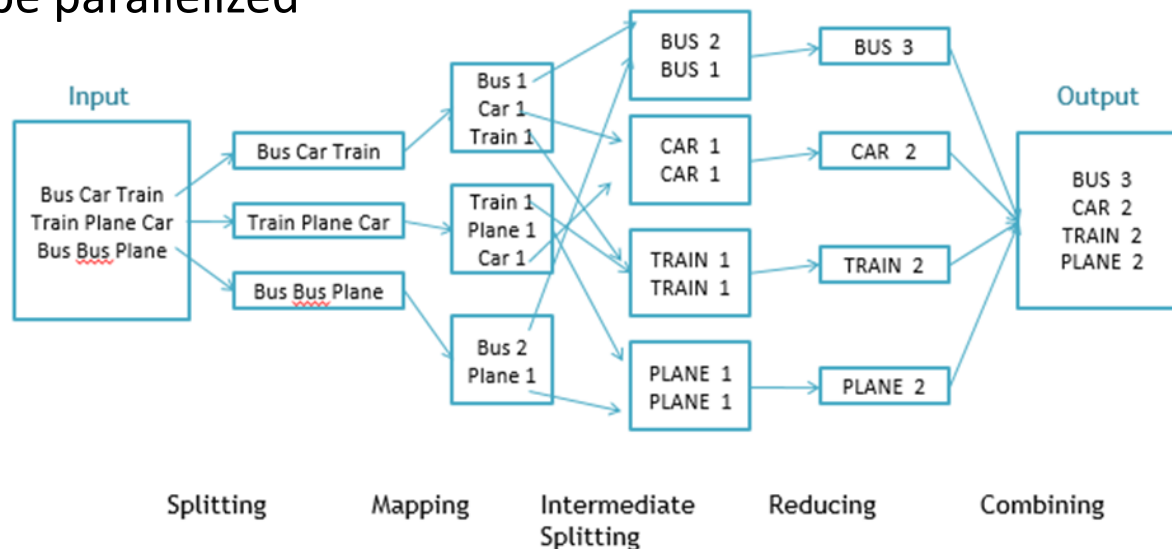 be parallelized
Input
Bus Car Train
Train Plane Car
Bus Bus Plane
Bus Car Train
Train Plane Car
Bus Bus Plane
Bus 1
Car 1
Train 1
Train 1
Plane 1
Car 1
Bus 2
Plane 1
BUS 2
BUS 1
CAR 1
CAR 1
TRAIN 1
TRAIN 1
PLANE 1
PLANE 1
BUS 3
CAR 2
TRAIN 2
PLANE 2
Output
BUS 3
CAR 2
TRAIN 2
PLANE 2
Splitting
Mapping
Intermediate
Splitting
Reducing
Combining